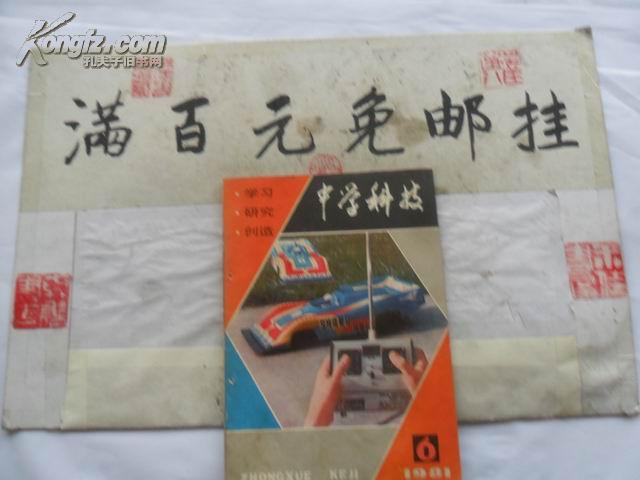 Kongfz.com
孔夫子旧书网
满百元免邮挂
·学习
·研究
·创造
中学科技
6
1981
ZHONGXUE KEJI